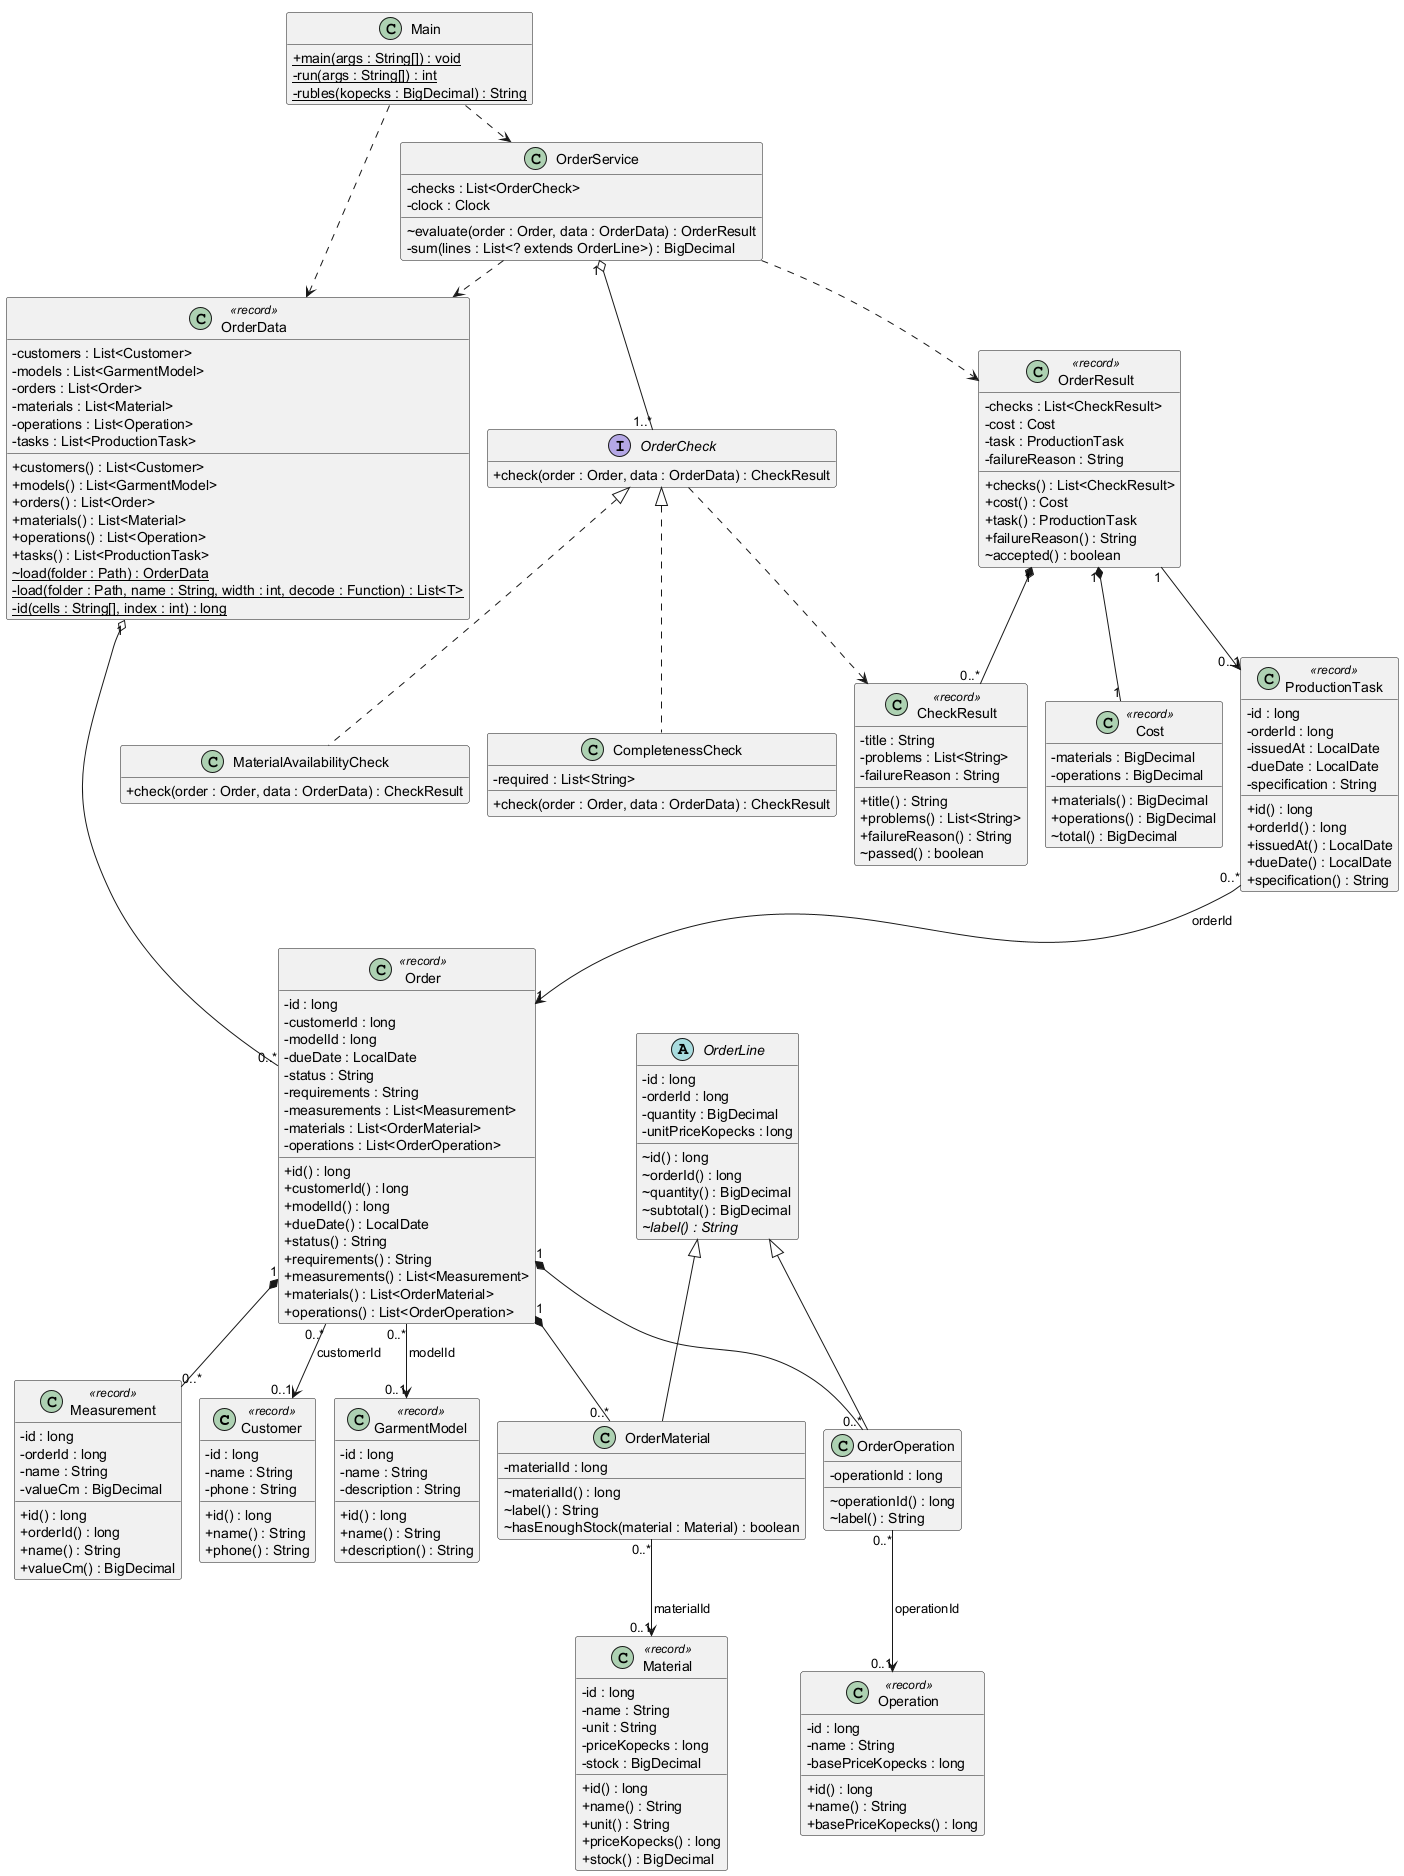 C Main
+main(args : String[]) : void
-run(args : String[]) : int
-rubles(kopecks : BigDecimal) : String
C OrderService
-checks : List<OrderCheck>
-clock : Clock
~evaluate(order : Order, data : OrderData) : OrderResult
-sum(lines : List<? extends OrderLine>) : BigDecimal
1
C «record»
OrderData
-customers : List<Customer>
-models : List<GarmentModel>
-orders : List<Order>
-materials : List<Material>
-operations : List<Operation>
-tasks : List<ProductionTask>
+customers() : List<Customer>
+models() : List<GarmentModel>
+orders() : List<Order>
+materials() : List<Material>
+operations() : List<Operation>
+tasks() : List<ProductionTask>
~load(folder : Path) : OrderData
-load(folder : Path, name : String, width : int, decode : Function) : List<T>
-id(cells : String[], index : int) : long
1
1..*
I OrderCheck
+check(order : Order, data : OrderData) : CheckResult
C «record»
OrderResult
-checks : List<CheckResult>
-cost : Cost
-task : ProductionTask
-failureReason : String
+checks() : List<CheckResult>
+cost() : Cost
+task() : ProductionTask
+failureReason() : String
~accepted() : boolean
1
1
1
0..*
1
0..1
C MaterialAvailabilityCheck
+check(order : Order, data : OrderData) : CheckResult
C CompletenessCheck
-required : List<String>
+check(order : Order, data : OrderData) : CheckResult
C «record»
CheckResult
-title : String
-problems : List<String>
-failureReason : String
+title() : String
+problems() : List<String>
+failureReason() : String
~passed() : boolean
C «record»
Cost
-materials : BigDecimal
-operations : BigDecimal
+materials() : BigDecimal
+operations() : BigDecimal
~total() : BigDecimal
C «record»
ProductionTask
-id : long
-orderId : long
-issuedAt : LocalDate
-dueDate : LocalDate
-specification : String
+id() : long
+orderId() : long
+issuedAt() : LocalDate
+dueDate() : LocalDate
+specification() : String
0..*
orderId
1
0..*
C «record»
Order
-id : long
-customerId : long
-modelId : long
-dueDate : LocalDate
-status : String
-requirements : String
-measurements : List<Measurement>
-materials : List<OrderMaterial>
-operations : List<OrderOperation>
+id() : long
+customerId() : long
+modelId() : long
+dueDate() : LocalDate
+status() : String
+requirements() : String
+measurements() : List<Measurement>
+materials() : List<OrderMaterial>
+operations() : List<OrderOperation>
A OrderLine
-id : long
-orderId : long
-quantity : BigDecimal
-unitPriceKopecks : long
~id() : long
~orderId() : long
~quantity() : BigDecimal
~subtotal() : BigDecimal
~label() : String
1
1
1
0..*
0..*
customerId
modelId
0..*
0..1
0..1
0..*
0..*
C «record»
Measurement
-id : long
-orderId : long
-name : String
-valueCm : BigDecimal
+id() : long
+orderId() : long
+name() : String
+valueCm() : BigDecimal
C «record»
Customer
-id : long
-name : String
-phone : String
+id() : long
+name() : String
+phone() : String
C «record»
GarmentModel
-id : long
-name : String
-description : String
+id() : long
+name() : String
+description() : String
C OrderMaterial
-materialId : long
~materialId() : long
~label() : String
~hasEnoughStock(material : Material) : boolean
C OrderOperation
-operationId : long
~operationId() : long
~label() : String
0..*
0..*
materialId
operationId
0..1
0..1
C «record»
Material
-id : long
-name : String
-unit : String
-priceKopecks : long
-stock : BigDecimal
+id() : long
+name() : String
+unit() : String
+priceKopecks() : long
+stock() : BigDecimal
C «record»
Operation
-id : long
-name : String
-basePriceKopecks : long
+id() : long
+name() : String
+basePriceKopecks() : long